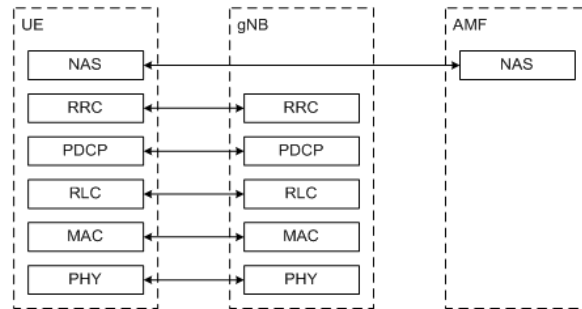 UE gNB AMF
NAS NAS
RRC RRC
PDCP PDCP
RLC RLC
MAC MAC
PHY PHY